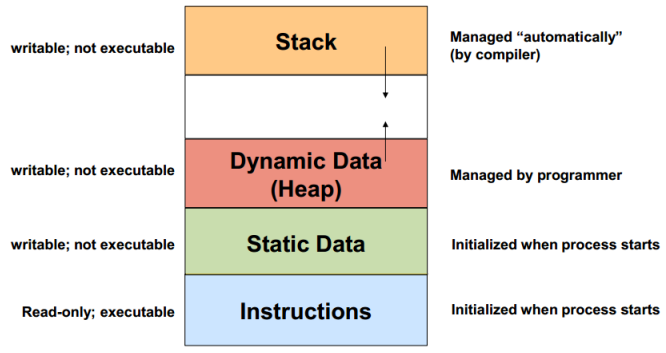 writable; not executable
Stack
Managed “automatically”
(by compiler)
writable; not executable
Dynamic Data
(Heap)
Managed by programmer
writable; not executable
Static Data
Initialized when process starts
Read-only; executable
Instructions
Initialized when process starts